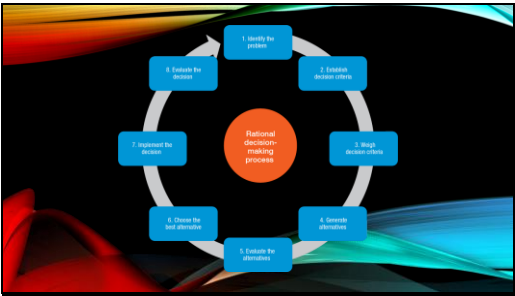 1. Identify the
problem
2. Establish
decision criteria
3. Weigh
decision criteria
4. Generate
alternatives
5. Evaluate the
alternatives
6. Choose the
best alternative
7. Implement the
decision
8. Evaluate the
decision
Rational
decision-
making
process